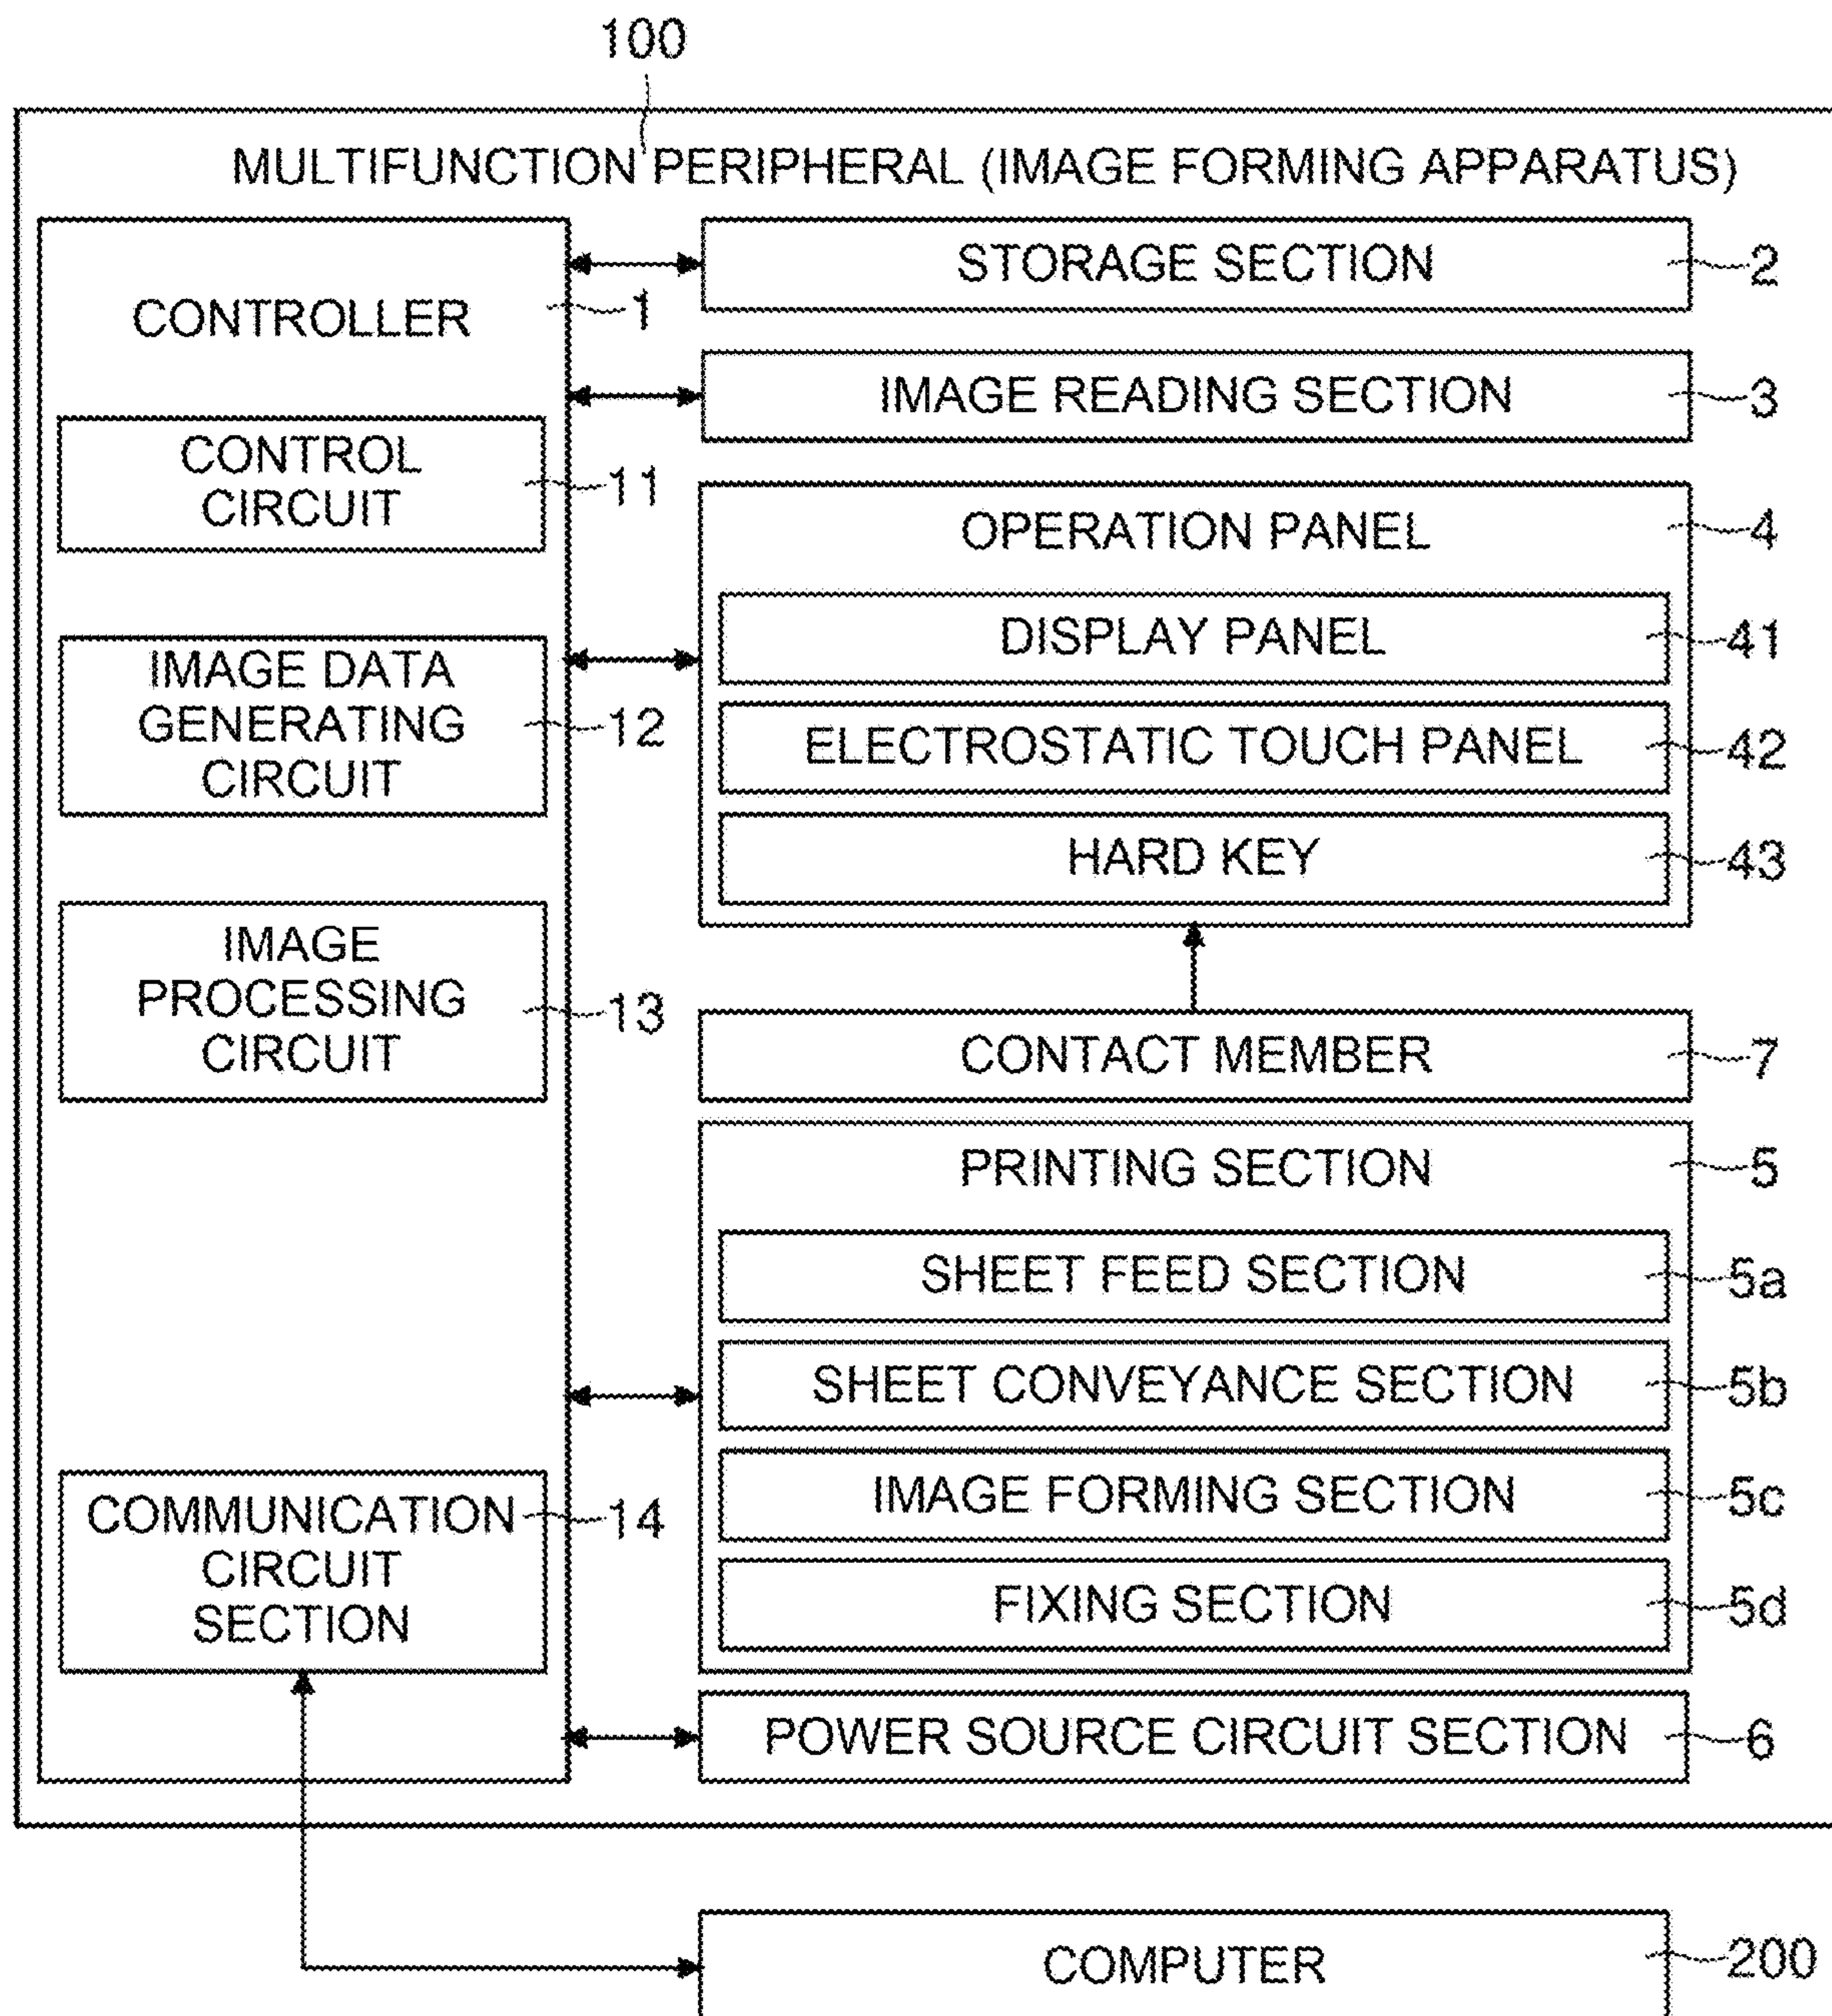 100
MULTIFUNCTION PERIPHERAL (IMAGE FORMING APPARATUS)
CONTROLLER
1
CONTROL
CIRCUIT
11
IMAGE DATA
GENERATING
CIRCUIT
12
IMAGE
PROCESSING
CIRCUIT
13
COMMUNICATION
CIRCUIT
SECTION
14
STORAGE SECTION
2
IMAGE READING SECTION
3
OPERATION PANEL
4
DISPLAY PANEL
41
ELECTROSTATIC TOUCH PANEL
42
HARD KEY
43
CONTACT MEMBER
7
PRINTING SECTION
5
SHEET FEED SECTION
5a
SHEET CONVEYANCE SECTION
5b
IMAGE FORMING SECTION
5c
FIXING SECTION
5d
POWER SOURCE CIRCUIT SECTION
6
COMPUTER
200